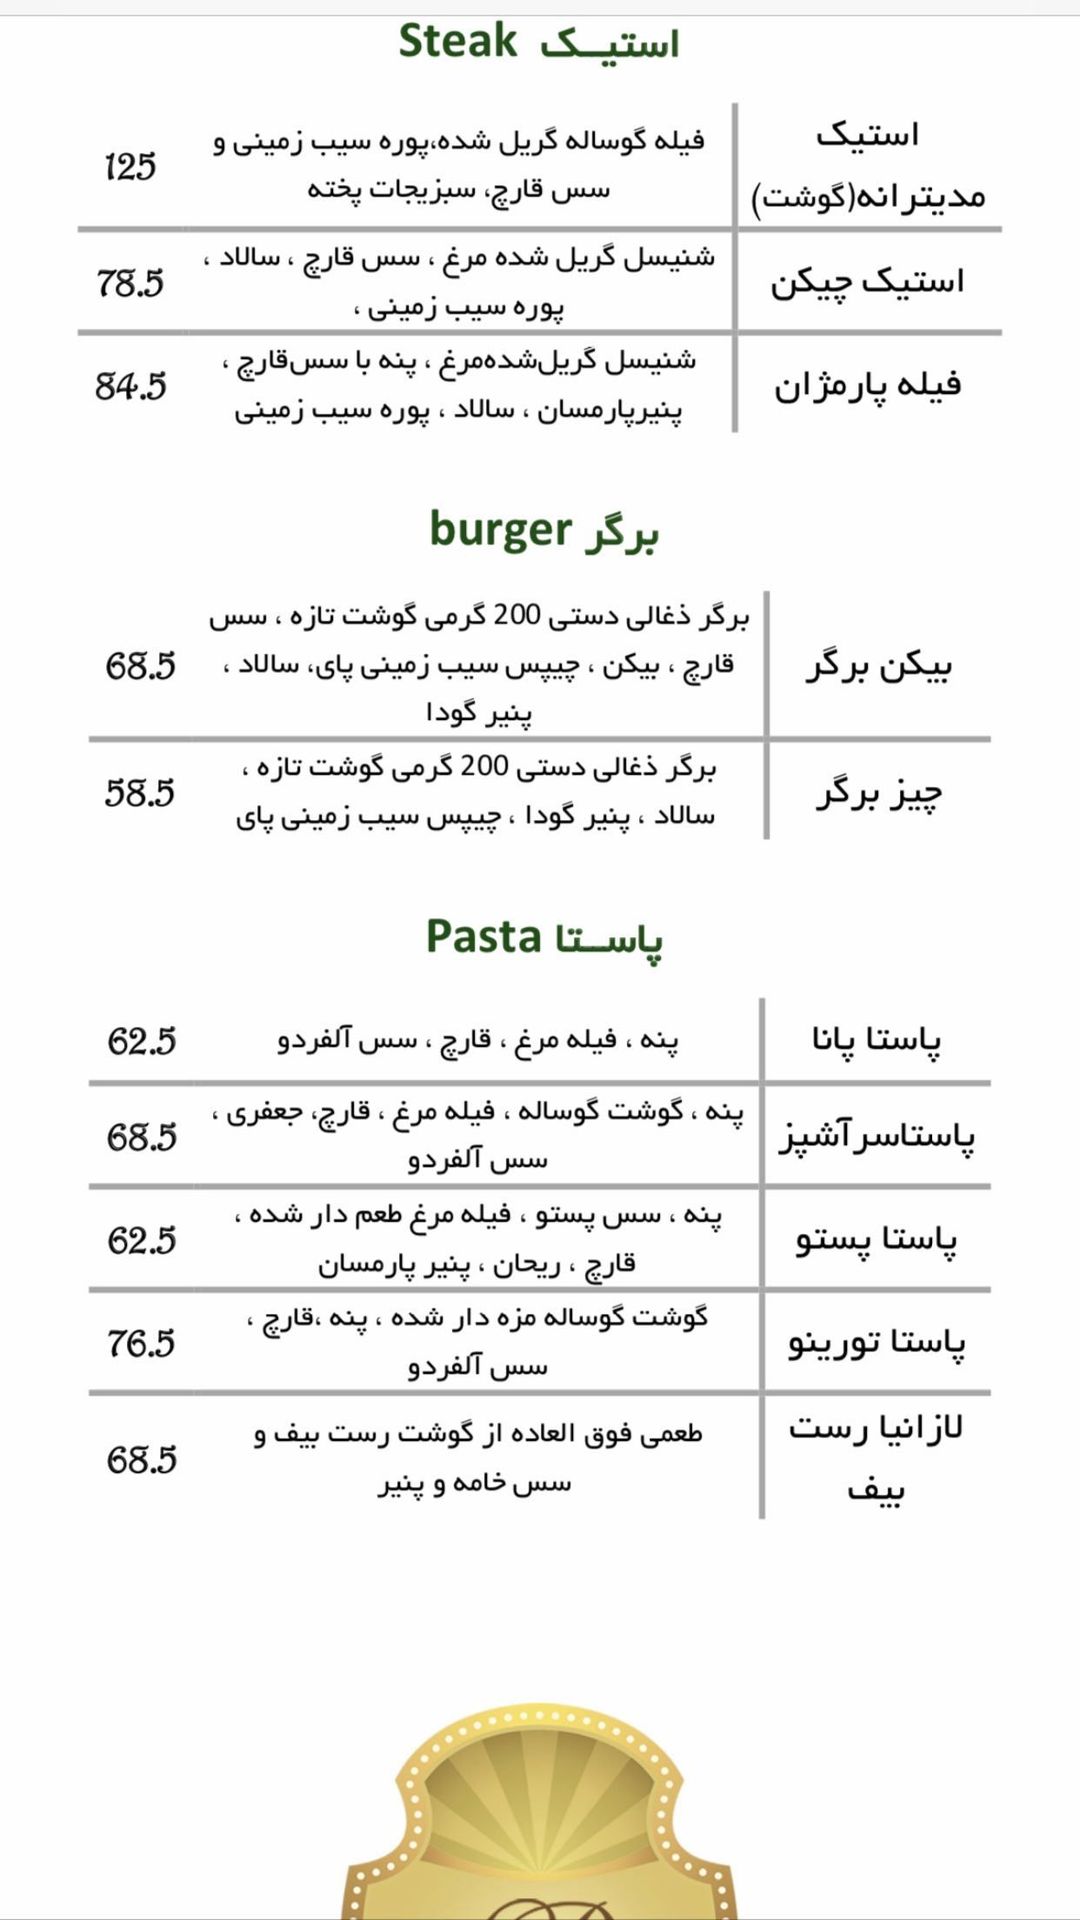 استیک Steak
استیک
مدیترانه(گوشت)
فیله گوساله گریل شده،پوره سیب زمینی و
سس قارچ، سبزیجات پخته
125
استیک چیکن
شنیسل گریل شده مرغ ، سس قارچ ، سالاد ،
پوره سیب زمینی ،
78.5
فیله پارمژان
شنیسل گریل‌شده‌مرغ ، پنه با سس‌قارچ ،
پنیرپارمسان ، سالاد ، پوره سیب زمینی
84.5
برگر burger
بیکن برگر
برگر ذغالی دستی 200 گرمی گوشت تازه ، سس
قارچ ، بیکن ، چیپس سیب زمینی پای، سالاد ،
پنیر گودا
68.5
چیز برگر
برگر ذغالی دستی 200 گرمی گوشت تازه ،
سالاد ، پنیر گودا ، چیپس سیب زمینی پای
58.5
پاستا Pasta
پاستا پانا
پنه ، فیله مرغ ، قارچ ، سس آلفردو
62.5
پاستاسرآشپز
پنه ، گوشت گوساله ، فیله مرغ ، قارچ، جعفری ،
سس آلفردو
68.5
پاستا پستو
پنه ، سس پستو ، فیله مرغ طعم دار شده ،
قارچ ، ریحان ، پنیر پارمسان
62.5
پاستا تورینو
گوشت گوساله مزه دار شده ، پنه ،قارچ ،
سس آلفردو
76.5
لازانیا رست
بیف
طعمی فوق العاده از گوشت رست بیف و
سس خامه و پنیر
68.5